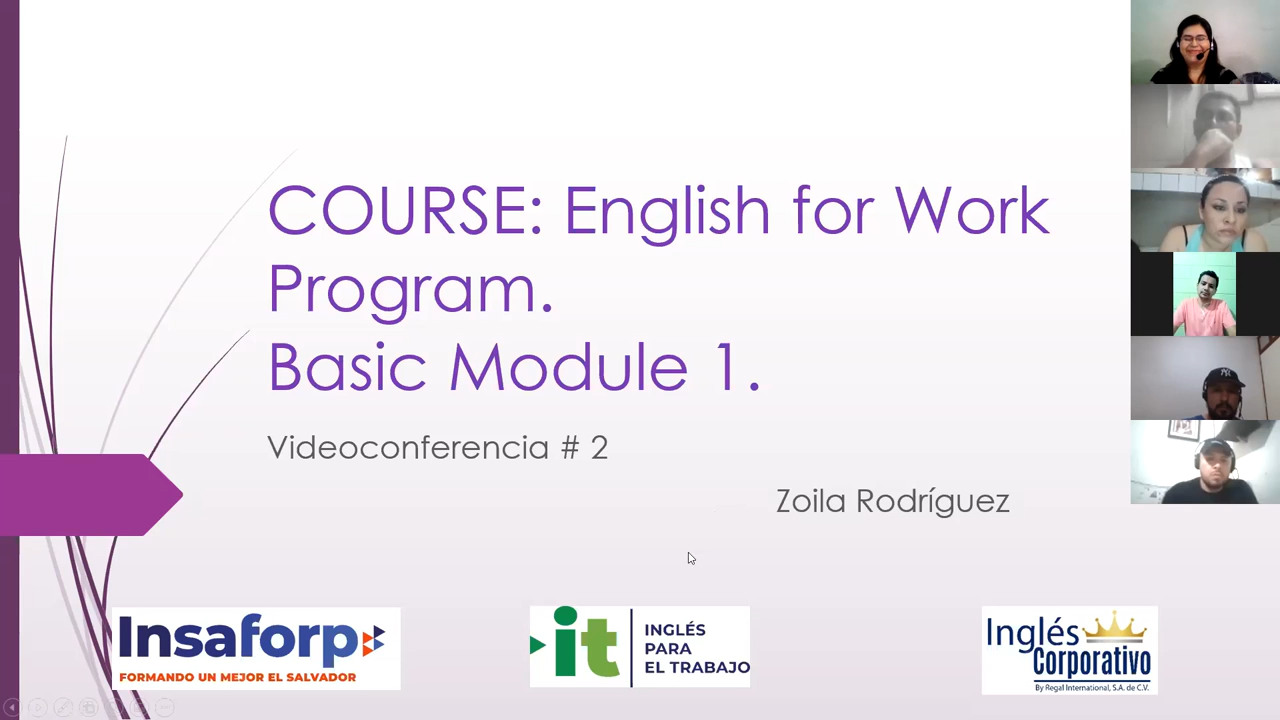 COURSE: English for Work
Program.
Basic Module 1.
Videoconferencia # 2
Zoila Rodríguez
Insaforp
FORMANDO UN MEJOR EL SALVADOR
it
INGLÉS
PARA
EL TRABAJO
Inglés
Corporativo
By Regal International, S.A. de C.V.